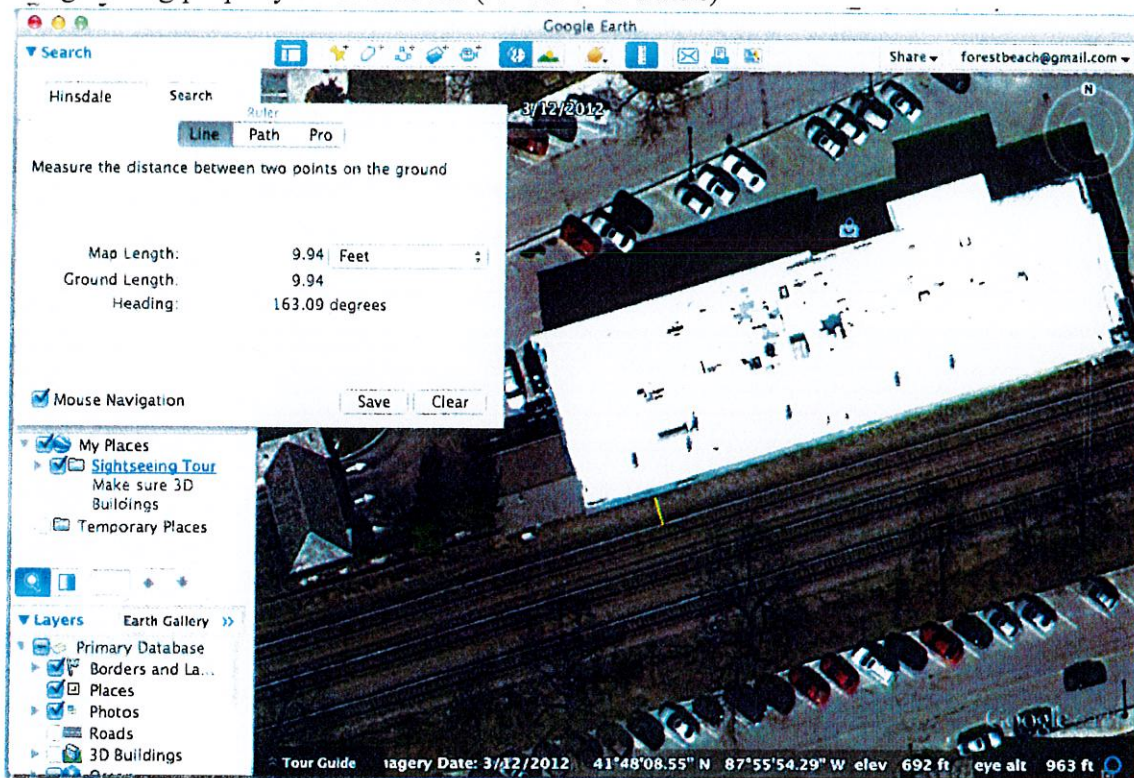 Google Earth
Search
Share forestbeach@gmail.com
Hinsdale Search
Ruler
Line Path Pro
Measure the distance between two points on the ground
Map Length: 9.94 Feet
Ground Length: 9.94
Heading: 163.09 degrees
Mouse Navigation Save Clear
3/12/2012
N
My Places
Sightseeing Tour
Make sure 3D
Buildings
Temporary Places
Layers Earth Gallery >>
Primary Database
Borders and La...
Places
Photos
Roads
3D Buildings
Google
Tour Guide agery Date: 3/12/2012 41°48'08.55" N 87°55'54.29" W elev 692 ft eye alt 963 ft